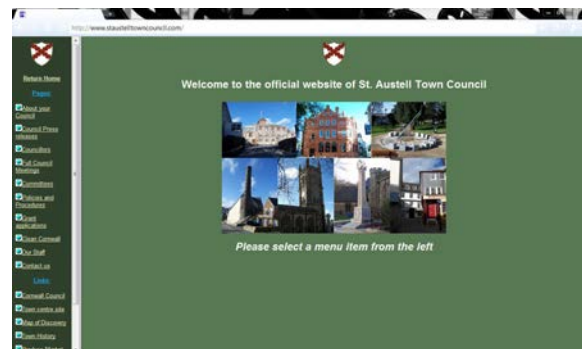 http://www.staustelltowncouncil.com/
Return Home
Pages:
About your
Council
Council Press
releases
Councillors
Full Council
Meetings
Committees
Policies and
Procedures
Grant
applications
Clean Cornwall
Our Staff
Contact us
Links:
Cornwall Council
Town centre site
Map of Discovery
Town History
Welcome to the official website of St. Austell Town Council
Please select a menu item from the left